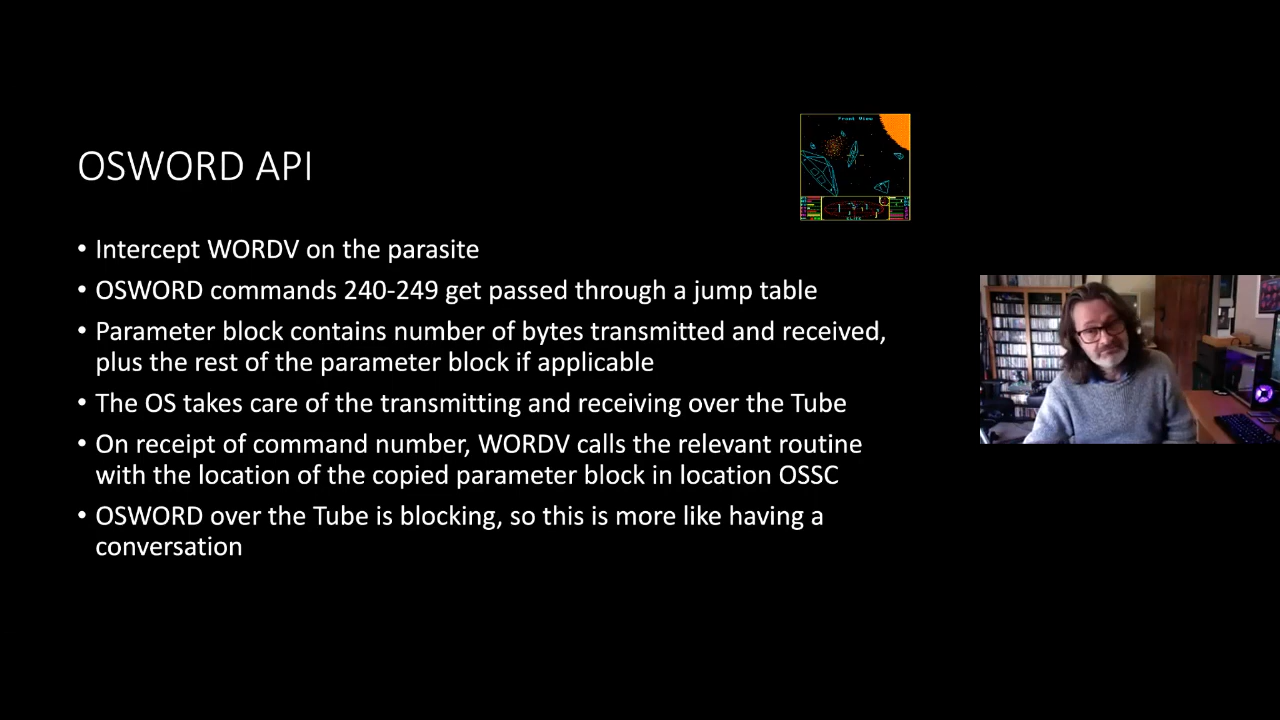 Front View
OSWORD API
• Intercept WORDV on the parasite
• OSWORD commands 240-249 get passed through a jump table
• Parameter block contains number of bytes transmitted and received,
plus the rest of the parameter block if applicable
• The OS takes care of the transmitting and receiving over the Tube
• On receipt of command number, WORDV calls the relevant routine
with the location of the copied parameter block in location OSSC
• OSWORD over the Tube is blocking, so this is more like having a
conversation